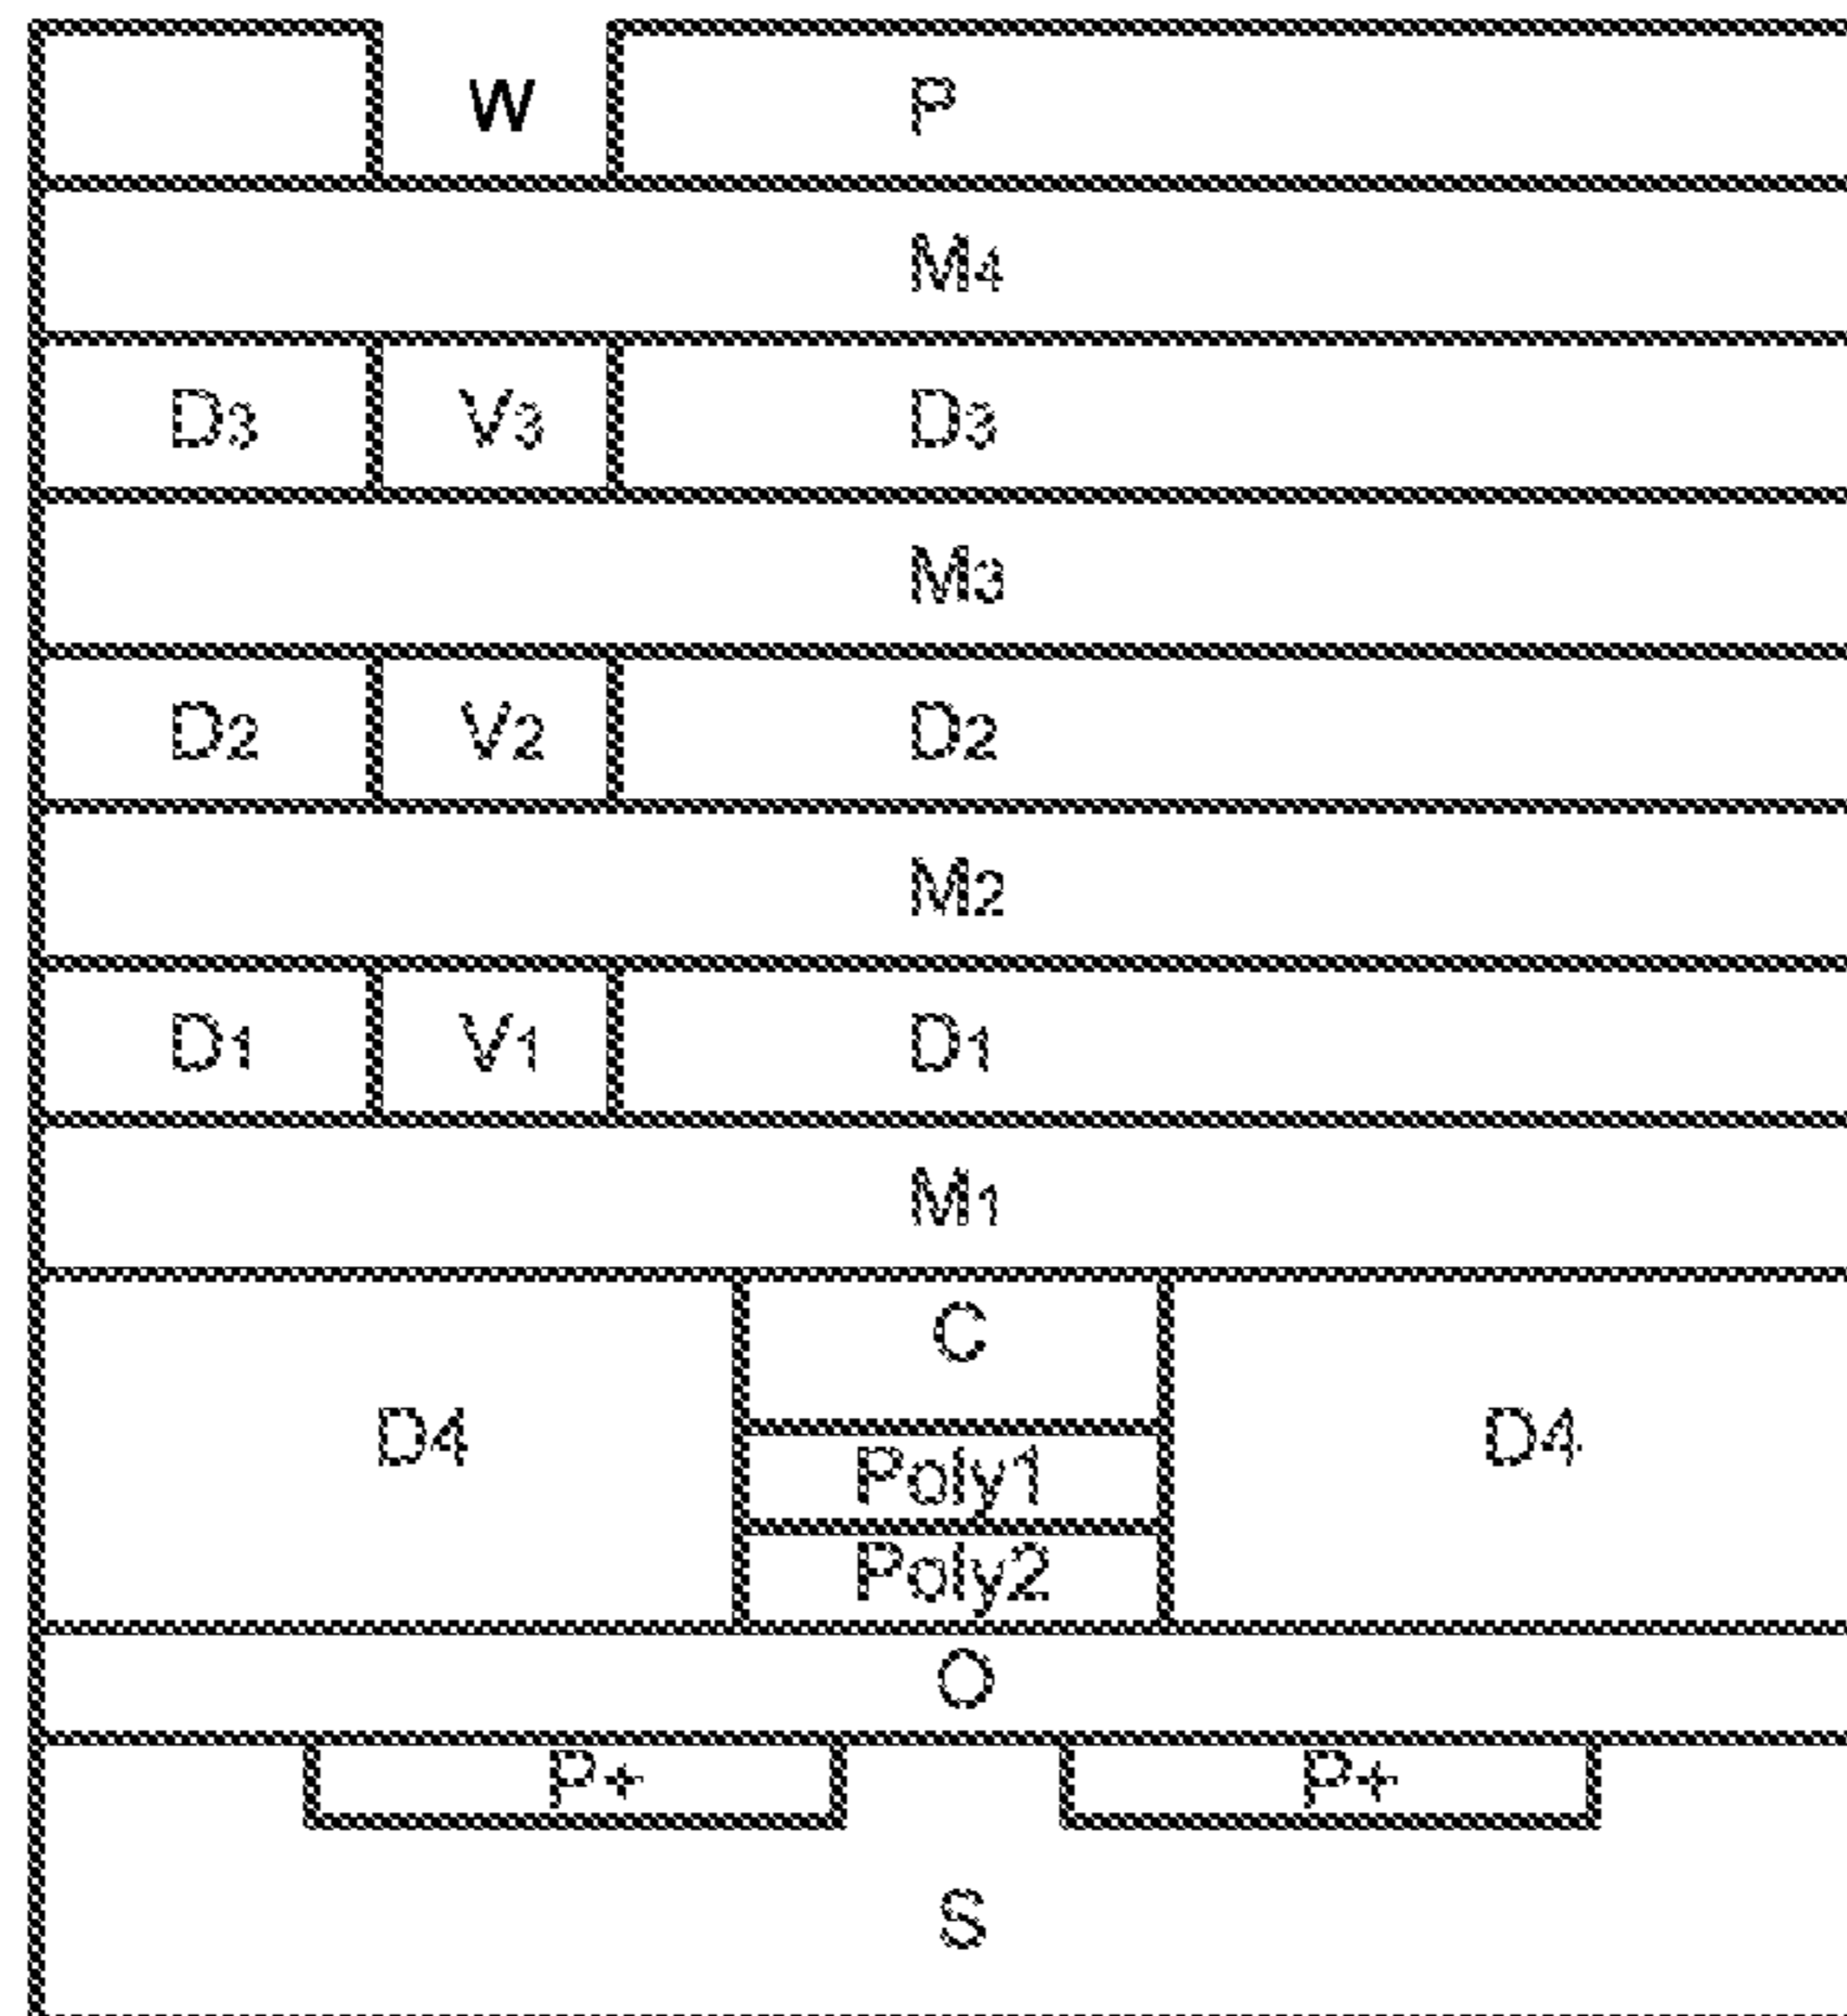 W P
M4
D3 V3 D3
M3
D2 V2 D2
M2
D1 V1 D1
M1
C
D4 D4
Poly1
Poly2
O
P+ P+
S